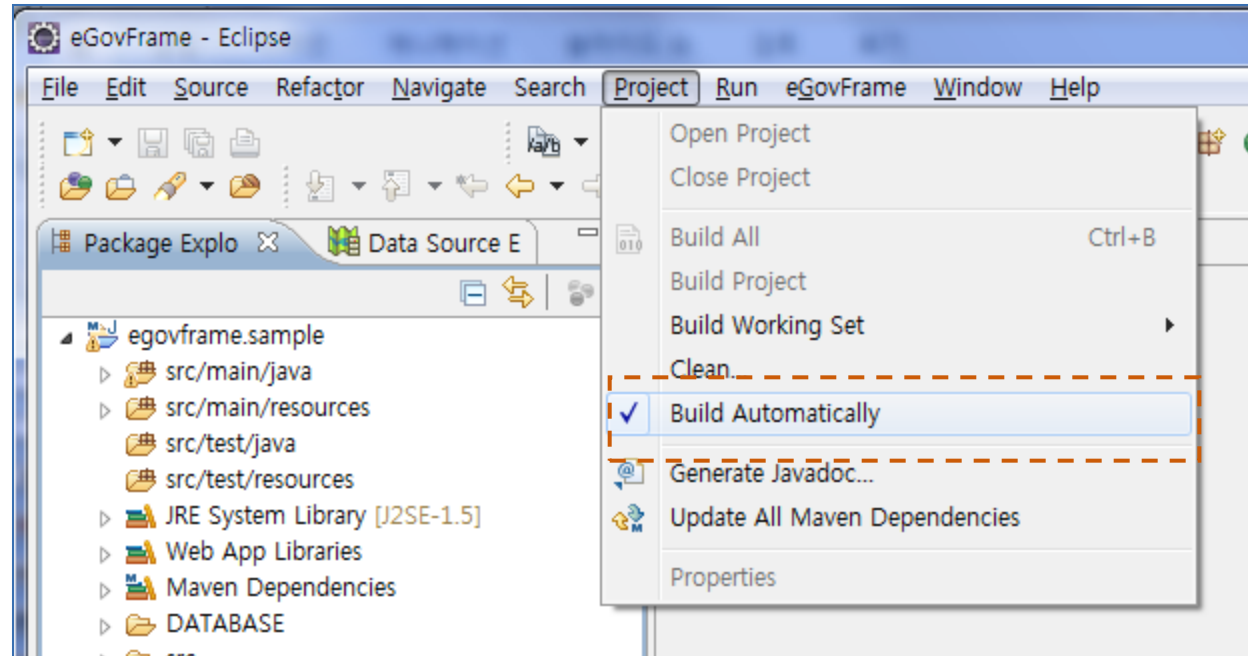 eGovFrame - Eclipse
File Edit Source Refactor Navigate Search Project Run eGovFrame Window Help
Open Project
Close Project
Build All Ctrl+B
Build Project
Build Working Set
Clean...
Build Automatically
Generate Javadoc...
Update All Maven Dependencies
Properties
Package Explo Data Source E
egovframe.sample
src/main/java
src/main/resources
src/test/java
src/test/resources
JRE System Library [J2SE-1.5]
Web App Libraries
Maven Dependencies
DATABASE